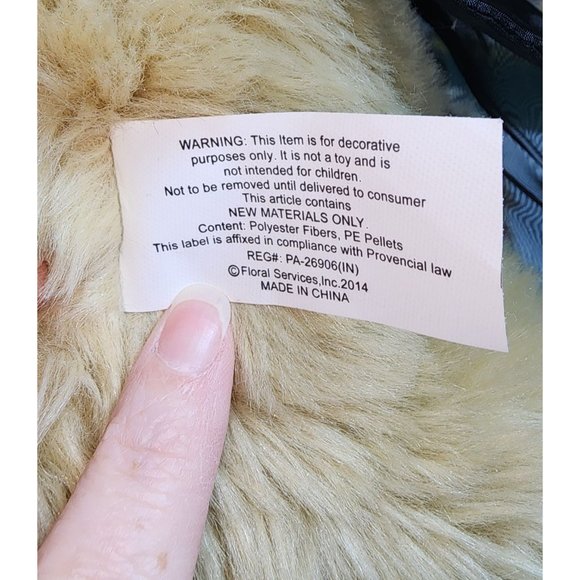 WARNING: This Item is for decorative
purposes only. It is not a toy and is
not intended for children.
Not to be removed until delivered to consumer
This article contains
NEW MATERIALS ONLY.
Content: Polyester Fibers, PE Pellets
This label is affixed in compliance with Provencial law
REG#: PA-26906(IN)
©Floral Services,Inc.2014
MADE IN CHINA